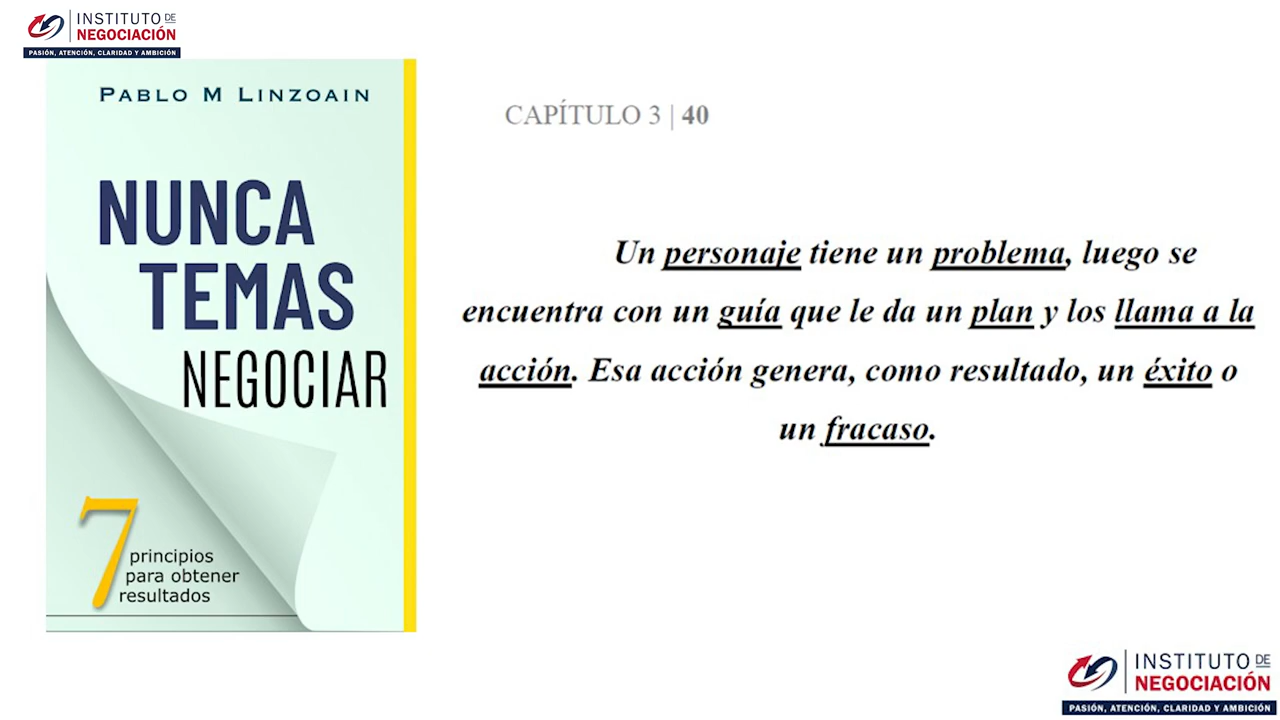 INSTITUTO DE
NEGOCIACIÓN
PASIÓN, ATENCIÓN, CLARIDAD Y AMBICIÓN
PABLO M LINZOAIN
NUNCA
TEMAS
NEGOCIAR
7
principios
para obtener
resultados
CAPÍTULO 3 | 40
Un personaje tiene un problema, luego se
encuentra con un guía que le da un plan y los llama a la
acción. Esa acción genera, como resultado, un éxito o
un fracaso.
INSTITUTO DE
NEGOCIACIÓN
PASIÓN, ATENCIÓN, CLARIDAD Y AMBICIÓN